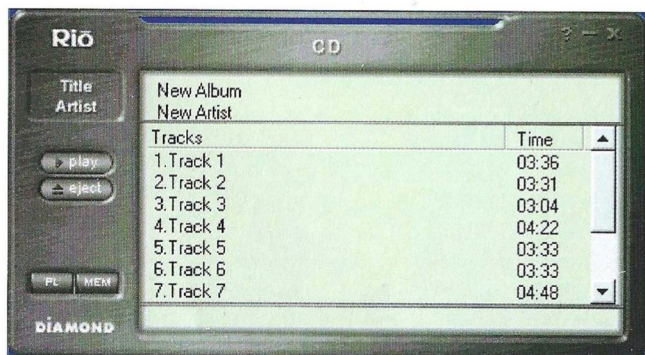 Rio
CD
? - X
Title
Artist
New Album
New Artist
Tracks Time
1.Track 1 03:36
2.Track 2 03:31
3.Track 3 03:04
4.Track 4 04:22
5.Track 5 03:33
6.Track 6 03:33
7.Track 7 04:48
play
eject
PL MEM
DIAMOND